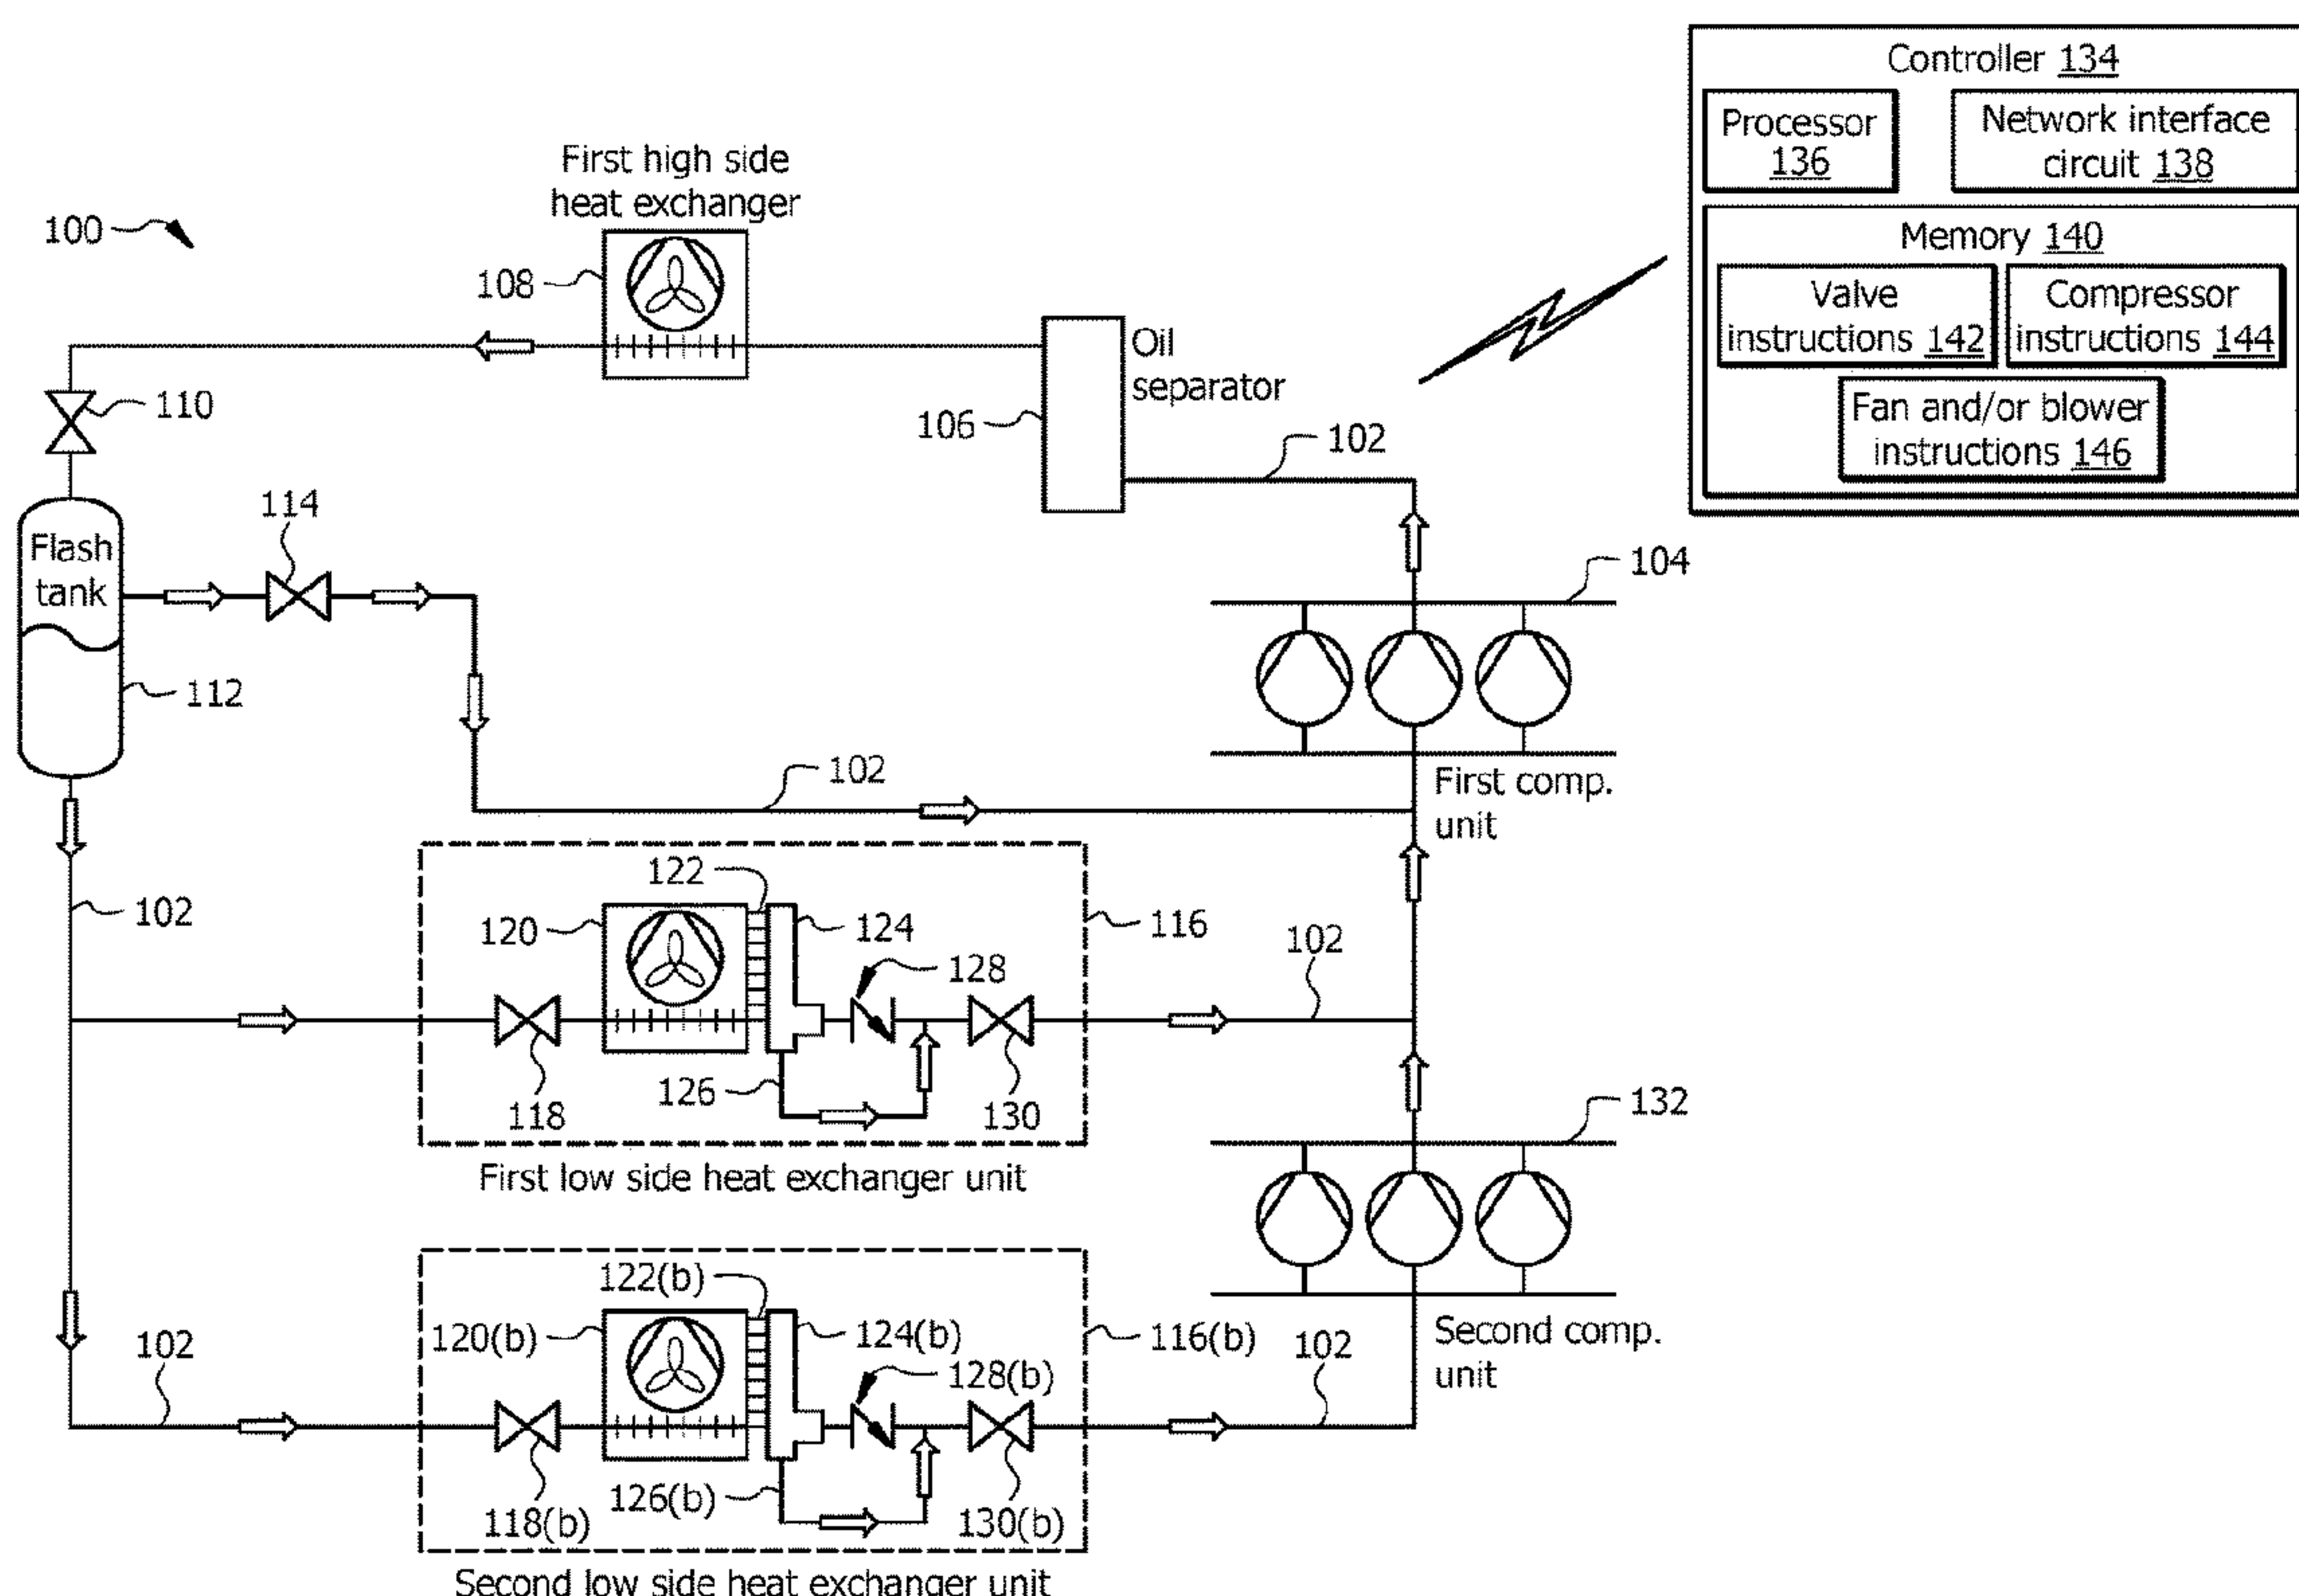 Controller 134
Processor
136
Network interface
circuit 138
Memory 140
Valve
instructions 142
Compressor
instructions 144
Fan and/or blower
instructions 146
First high side
heat exchanger
100
108
110
Oil
separator
106
102
114
Flash
tank
112
104
First comp.
unit
102
102
122
120
124
128
116
102
126
118
130
First low side heat exchanger unit
132
Second comp.
unit
122(b)
120(b)
124(b)
128(b)
116(b)
102
102
126(b)
118(b)
130(b)
Second low side heat exchanger unit